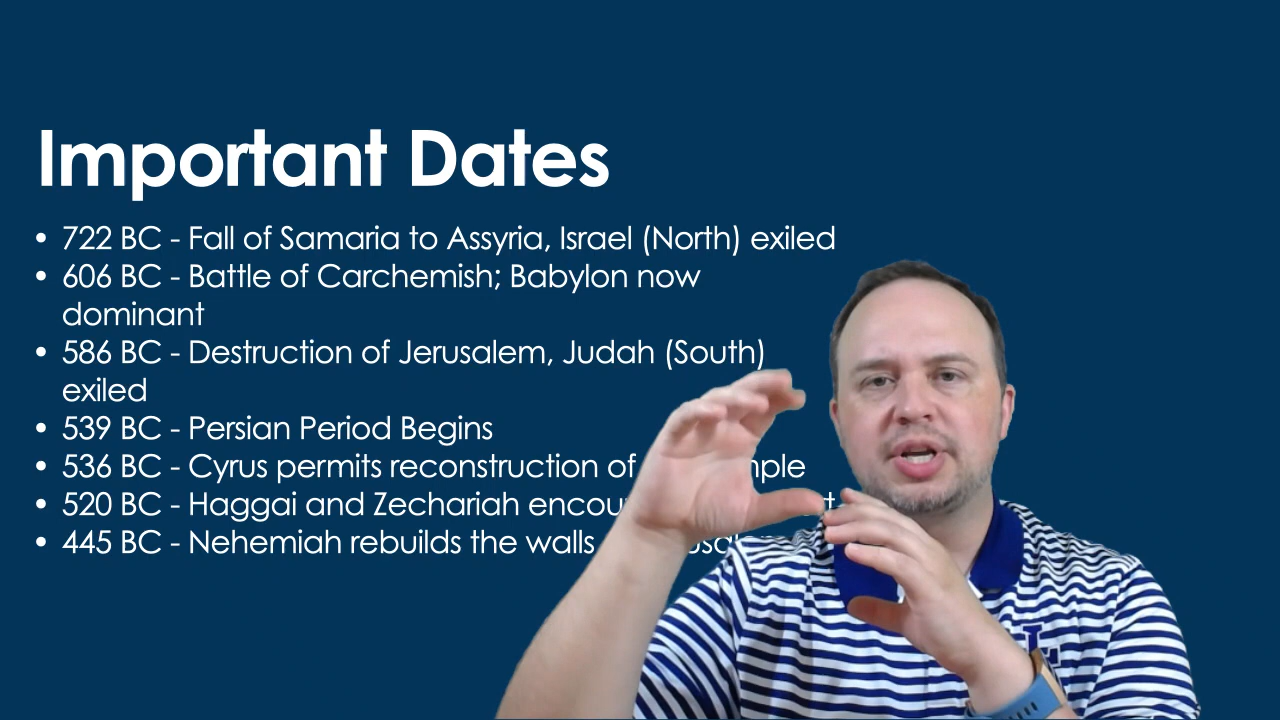 Important Dates
• 722 BC - Fall of Samaria to Assyria, Israel (North) exiled
• 606 BC - Battle of Carchemish; Babylon now
dominant
• 586 BC - Destruction of Jerusalem, Judah (South)
exiled
• 539 BC - Persian Period Begins
• 536 BC - Cyrus permits reconstruction of
• 520 BC - Haggai and Zechariah
• 445 BC - Nehemiah rebuilds the walls